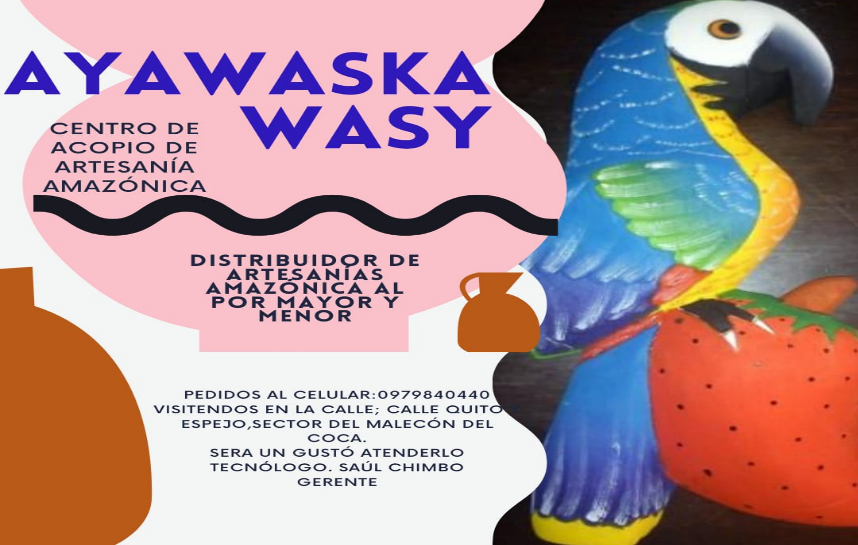 AYAWASKA
WASY
CENTRO DE
ACOPIO DE
ARTESANÍA
AMAZÓNICA
DISTRIBUIDOR DE
ARTESANÍAS
AMAZÓNICA AL
POR MAYOR Y
MENOR
PEDIDOS AL CELULAR:0979840440
VISITENDOS EN LA CALLE; CALLE QUITO
ESPEJO,SECTOR DEL MALECÓN DEL
COCA.
SERA UN GUSTÓ ATENDERLO
TECNÓLOGO. SAÚL CHIMBO
GERENTE